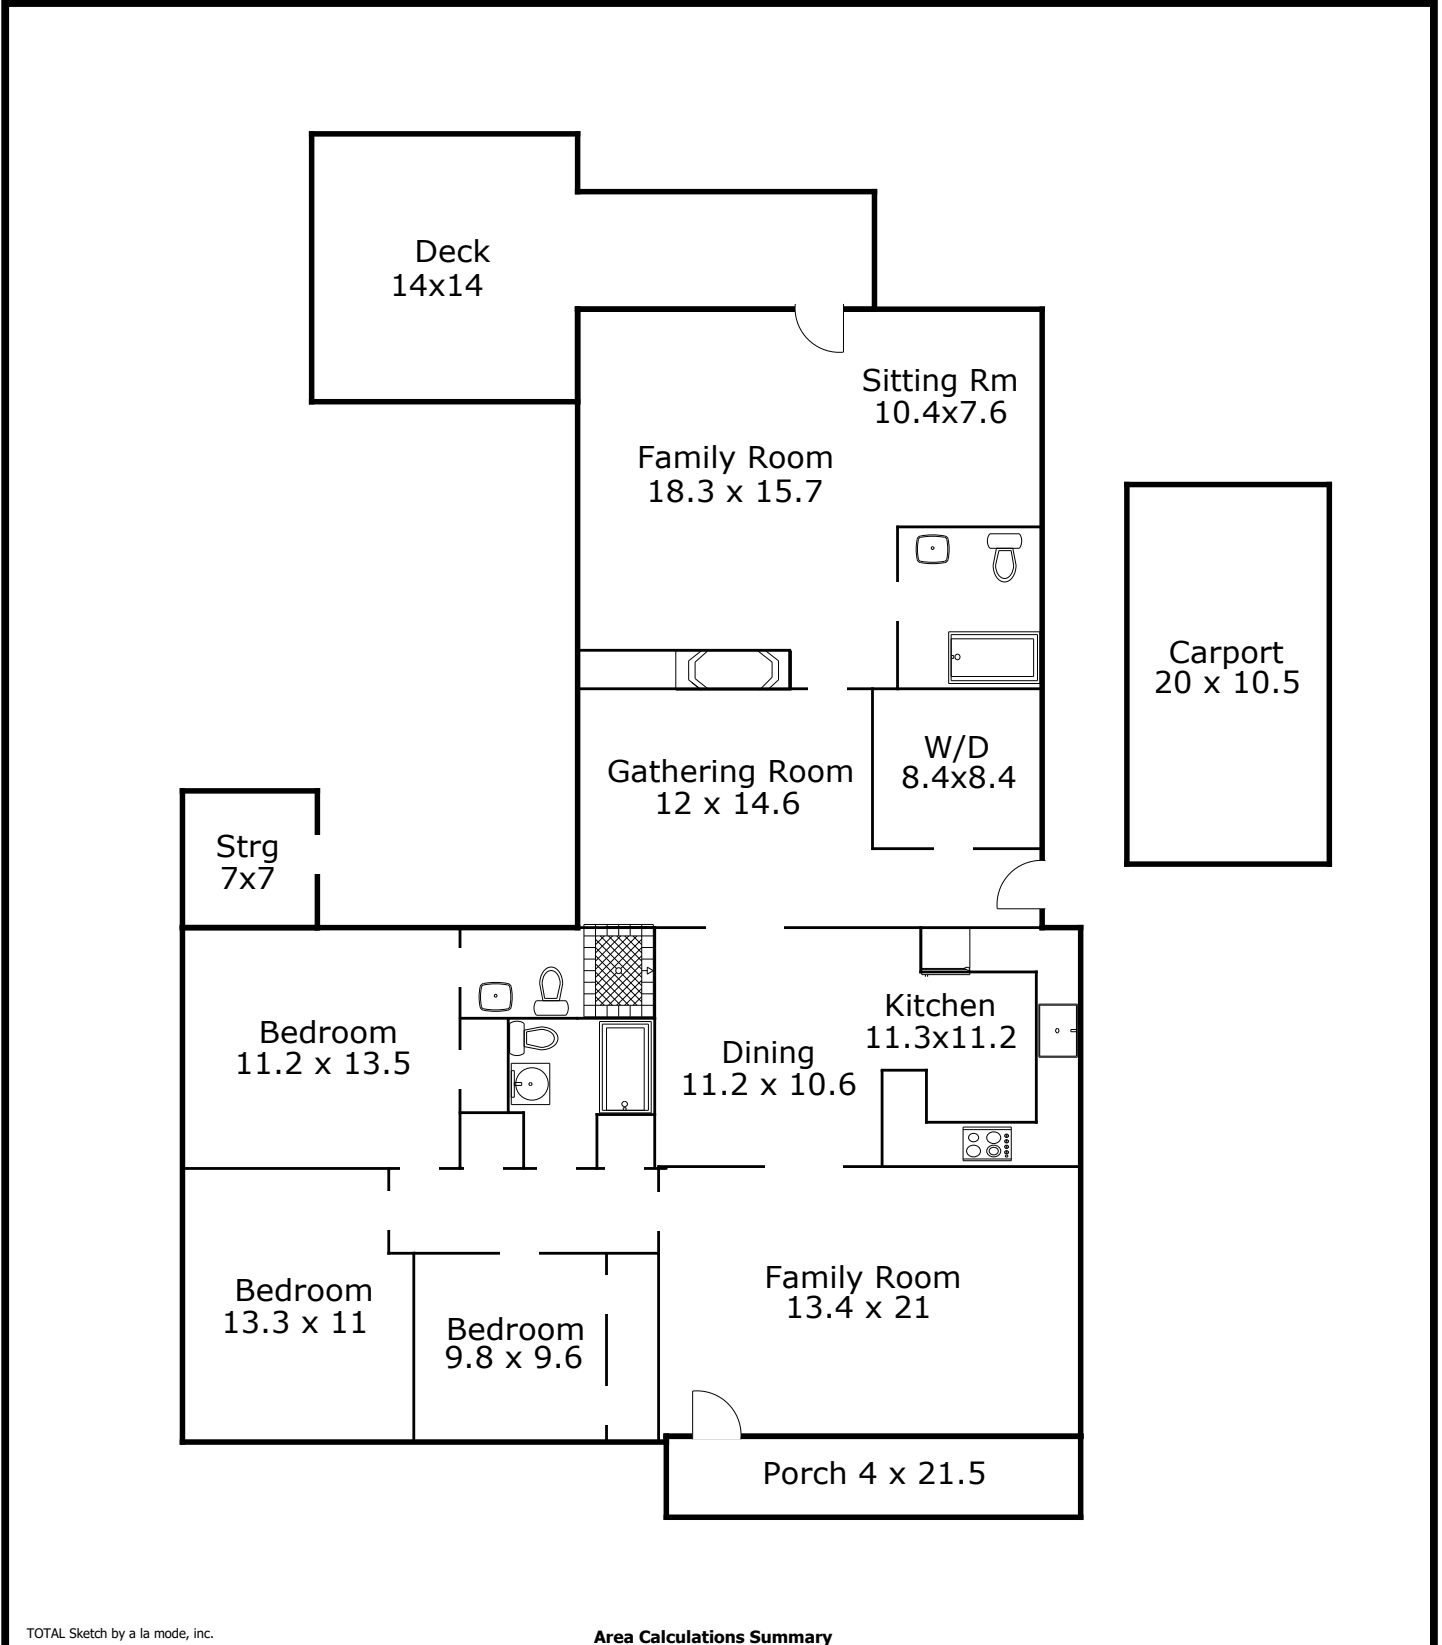 Deck
14x14
Sitting Rm
10.4x7.6
Family Room
18.3 x 15.7
Carport
20 x 10.5
W/D
8.4x8.4
Gathering Room
12 x 14.6
Strg
7x7
Kitchen
11.3x11.2
Bedroom
11.2 x 13.5
Dining
11.2 x 10.6
Family Room
13.4 x 21
Bedroom
13.3 x 11
Bedroom
9.8 x 9.6
Porch 4 x 21.5
TOTAL Sketch by a la mode, inc.
Area Calculations Summary